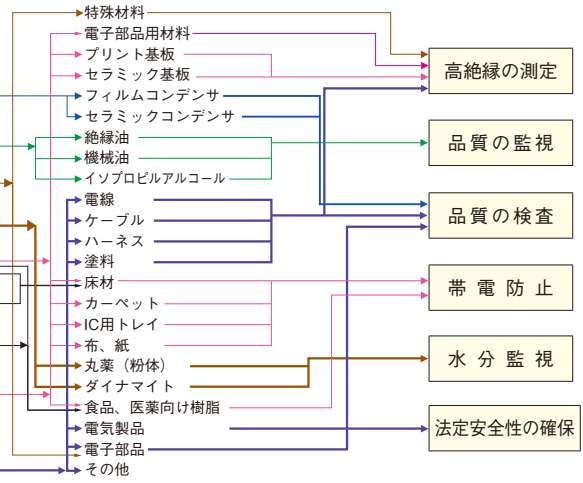 特殊材料
電子部品用材料
プリント基板
セラミック基板
フィルムコンデンサ
セラミックコンデンサ
絶縁油
機械油
イソプロピルアルコール
電線
ケーブル
ハーネス
塗料
床材
カーペット
IC用トレイ
布、紙
丸薬（粉体）
ダイナマイト
食品、医薬向け樹脂
電気製品
電子部品
その他
高絶縁の測定
品質の監視
品質の検査
帯電防止
水分監視
法定安全性の確保